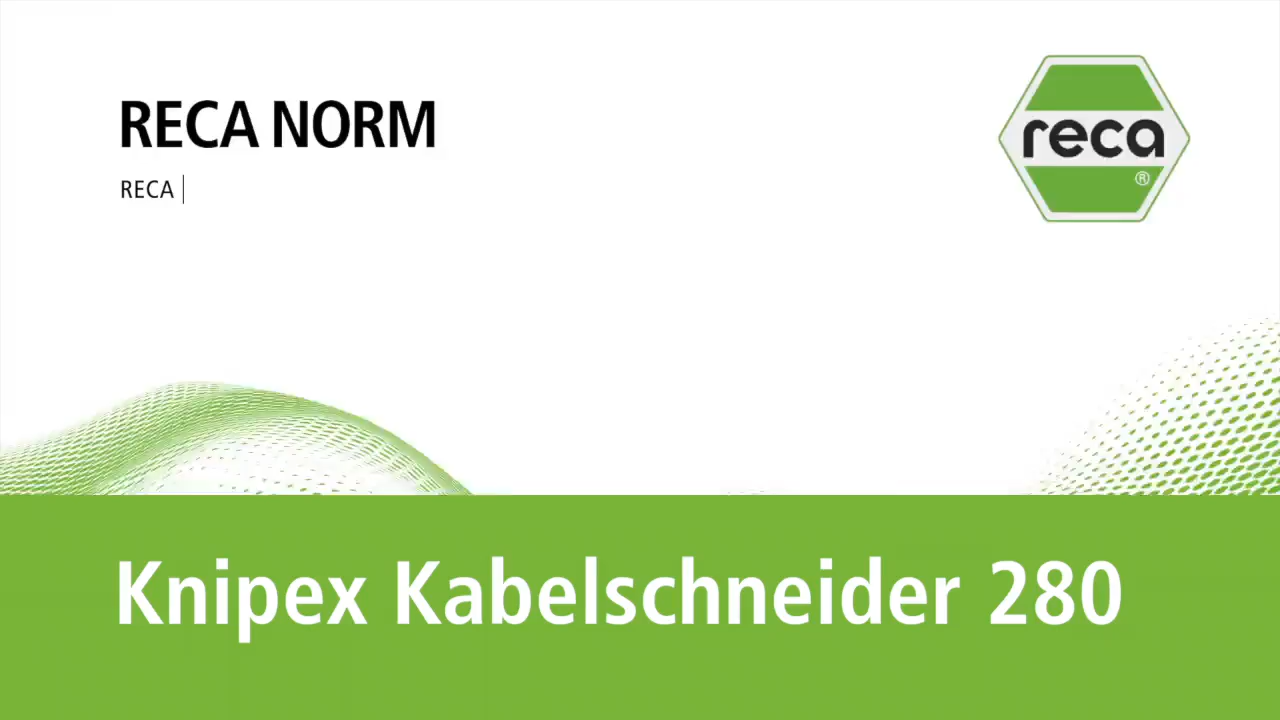 RECA NORM
RECA |
reca
®
Knipex Kabelschneider 280